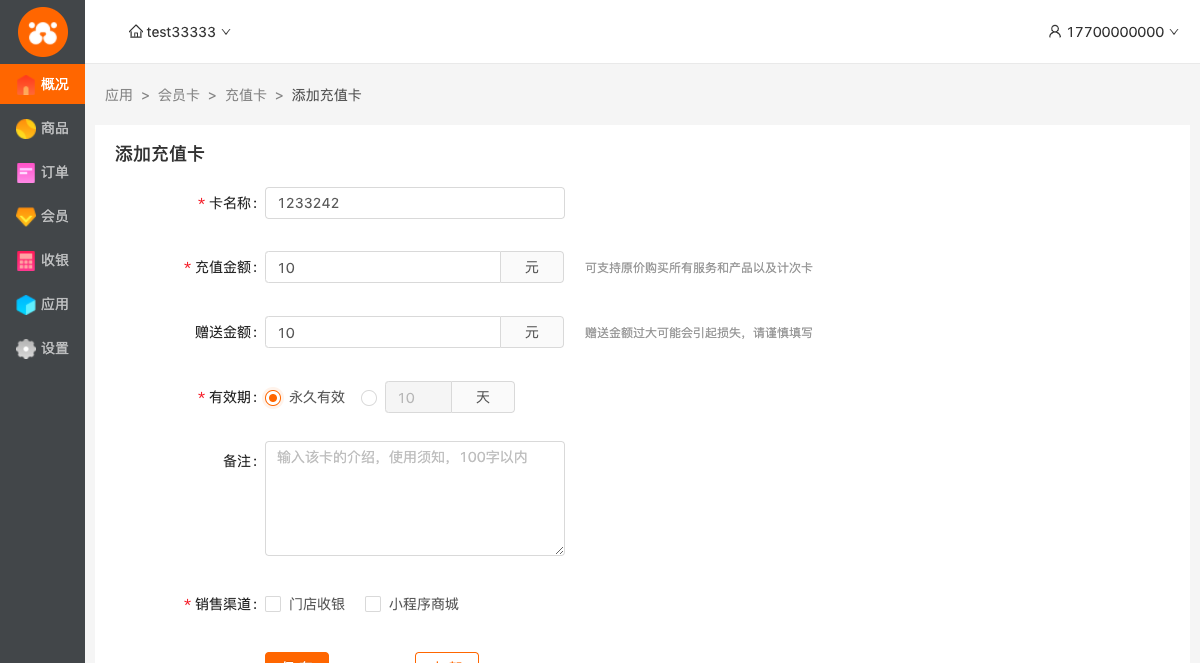 test33333
17700000000
概况
商品
订单
会员
收银
应用
设置
应用 > 会员卡 > 充值卡 > 添加充值卡
添加充值卡
* 卡名称: 1233242
* 充值金额: 10 元 可支持原价购买所有服务和产品以及计次卡
赠送金额: 10 元 赠送金额过大可能会引起损失，请谨慎填写
* 有效期: 永久有效 10 天
备注: 输入该卡的介绍，使用须知，100字以内
* 销售渠道: 门店收银 小程序商城